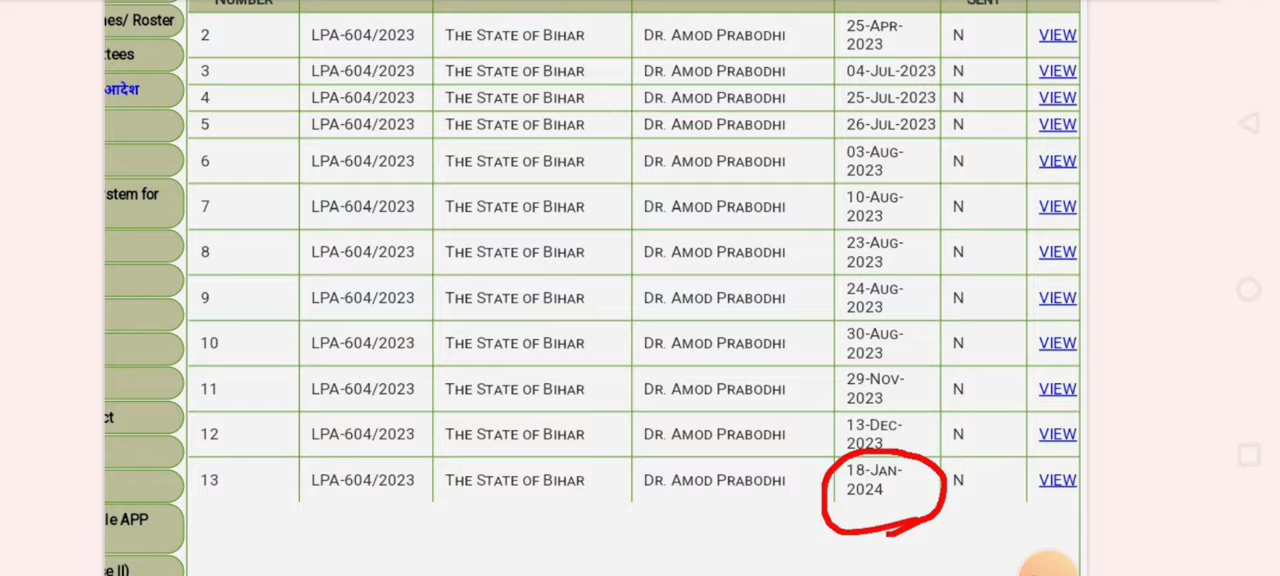 NUMBER SENT
nes/ Roster
ttees
आदेश
stem for
ct
le APP
e II)
2 LPA-604/2023 THE STATE OF BIHAR DR. AMOD PRABODHI 25-APR-
2023 N VIEW
3 LPA-604/2023 THE STATE OF BIHAR DR. AMOD PRABODHI 04-JUL-2023 N VIEW
4 LPA-604/2023 THE STATE OF BIHAR DR. AMOD PRABODHI 25-JUL-2023 N VIEW
5 LPA-604/2023 THE STATE OF BIHAR DR. AMOD PRABODHI 26-JUL-2023 N VIEW
6 LPA-604/2023 THE STATE OF BIHAR DR. AMOD PRABODHI 03-AUG-
2023 N VIEW
7 LPA-604/2023 THE STATE OF BIHAR DR. AMOD PRABODHI 10-AUG-
2023 N VIEW
8 LPA-604/2023 THE STATE OF BIHAR DR. AMOD PRABODHI 23-AUG-
2023 N VIEW
9 LPA-604/2023 THE STATE OF BIHAR DR. AMOD PRABODHI 24-AUG-
2023 N VIEW
10 LPA-604/2023 THE STATE OF BIHAR DR. AMOD PRABODHI 30-AUG-
2023 N VIEW
11 LPA-604/2023 THE STATE OF BIHAR DR. AMOD PRABODHI 29-NOV-
2023 N VIEW
12 LPA-604/2023 THE STATE OF BIHAR DR. AMOD PRABODHI 13-DEC-
2023 N VIEW
13 LPA-604/2023 THE STATE OF BIHAR DR. AMOD PRABODHI 18-JAN-
2024 N VIEW